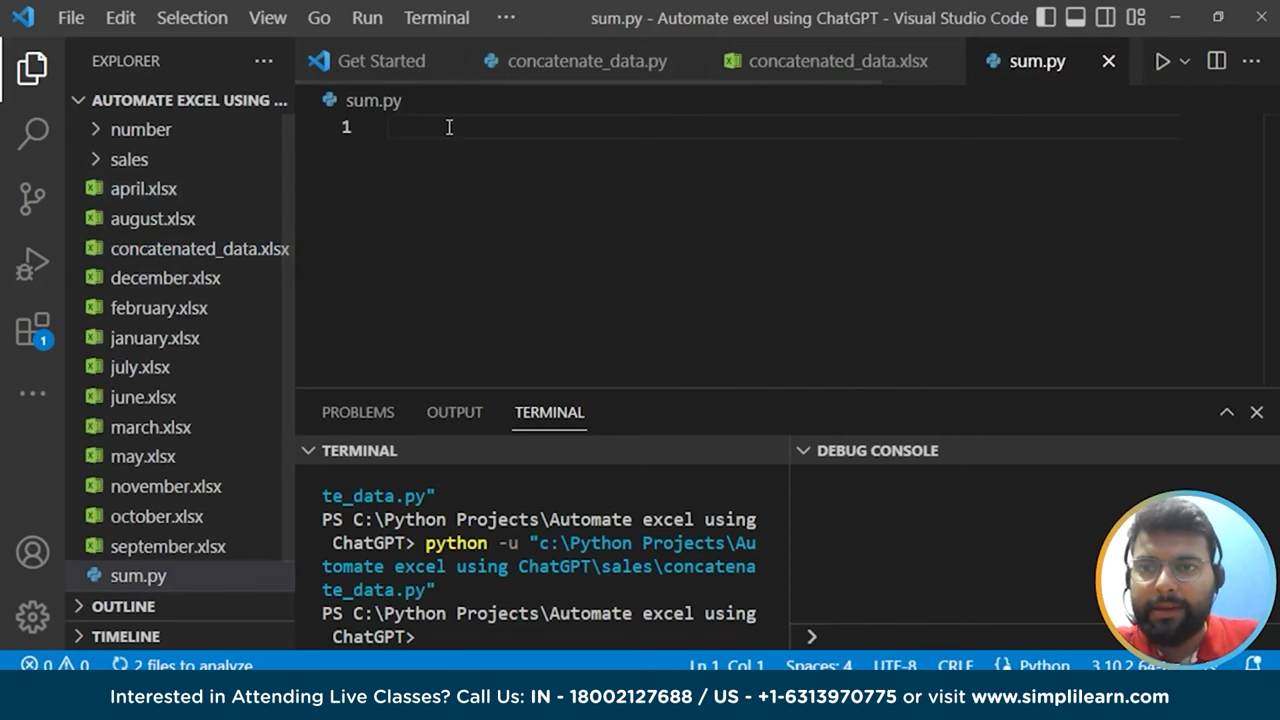 File Edit Selection View Go Run Terminal ··· sum.py - Automate excel using ChatGPT - Visual Studio Code
EXPLORER ···
Get Started concatenate_data.py concatenated_data.xlsx sum.py
AUTOMATE EXCEL USING ...
number
sales
april.xlsx
august.xlsx
concatenated_data.xlsx
december.xlsx
february.xlsx
january.xlsx
july.xlsx
june.xlsx
march.xlsx
may.xlsx
november.xlsx
october.xlsx
september.xlsx
sum.py
OUTLINE
TIMELINE
1
sum.py
1
PROBLEMS OUTPUT TERMINAL
TERMINAL
te_data.py"
PS C:\Python Projects\Automate excel using
ChatGPT> python -u "c:\Python Projects\Au
tomate excel using ChatGPT\sales\concatena
te_data.py"
PS C:\Python Projects\Automate excel using
ChatGPT>
DEBUG CONSOLE
0 0 2 files to analyze Ln 1, Col 1 Spaces: 4 UTF-8 CRLF Python
Interested in Attending Live Classes? Call Us: IN - 18002127688 / US - +1-6313970775 or visit www.simplilearn.com